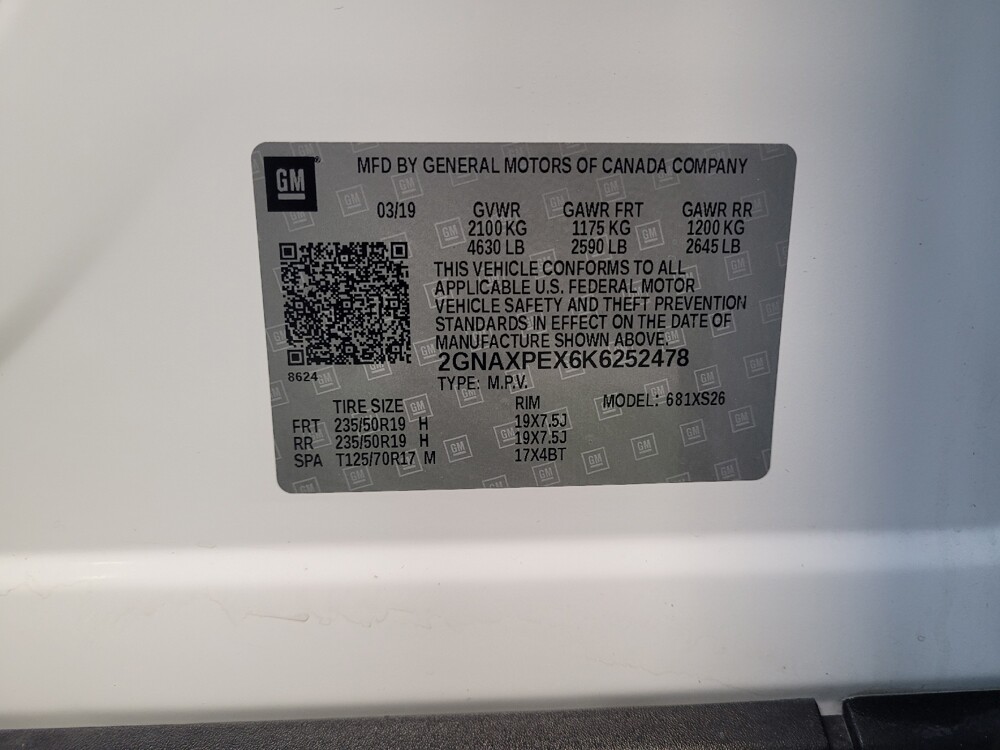 GM
MFD BY GENERAL MOTORS OF CANADA COMPANY
03/19 GVWR GAWR FRT GAWR RR
2100 KG 1175 KG 1200 KG
4630 LB 2590 LB 2645 LB
THIS VEHICLE CONFORMS TO ALL
APPLICABLE U.S. FEDERAL MOTOR
VEHICLE SAFETY AND THEFT PREVENTION
STANDARDS IN EFFECT ON THE DATE OF
MANUFACTURE SHOWN ABOVE.
2GNAXPEX6K6252478
8624
TYPE: M.P.V.
TIRE SIZE RIM MODEL: 681XS26
FRT 235/50R19 H 19X7.5J
RR 235/50R19 H 19X7.5J
SPA T125/70R17 M 17X4BT